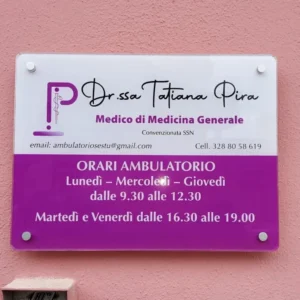 Dr.ssa Tatiana Pira
Medico di Medicina Generale
Convenzionata SSN
email: ambulatoriosestu@gmail.com Cell. 328 80 58 619
ORARI AMBULATORIO
Lunedì – Mercoledì – Giovedì
dalle 9.30 alle 12.30
Martedì e Venerdì dalle 16.30 alle 19.00